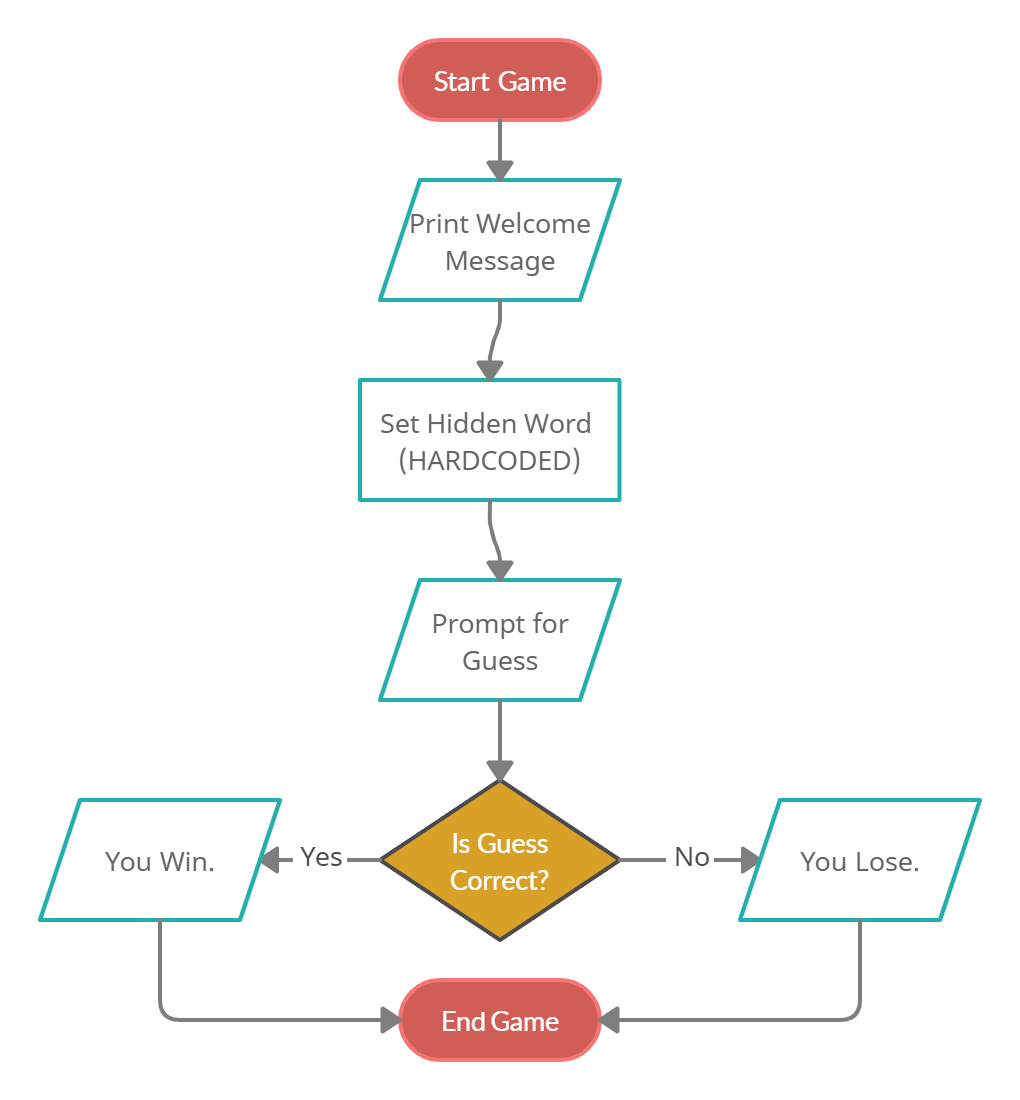 Start Game
Print Welcome
Message
Set Hidden Word
(HARDCODED)
Prompt for
Guess
Is Guess
Correct?
Yes
No
You Win.
You Lose.
End Game